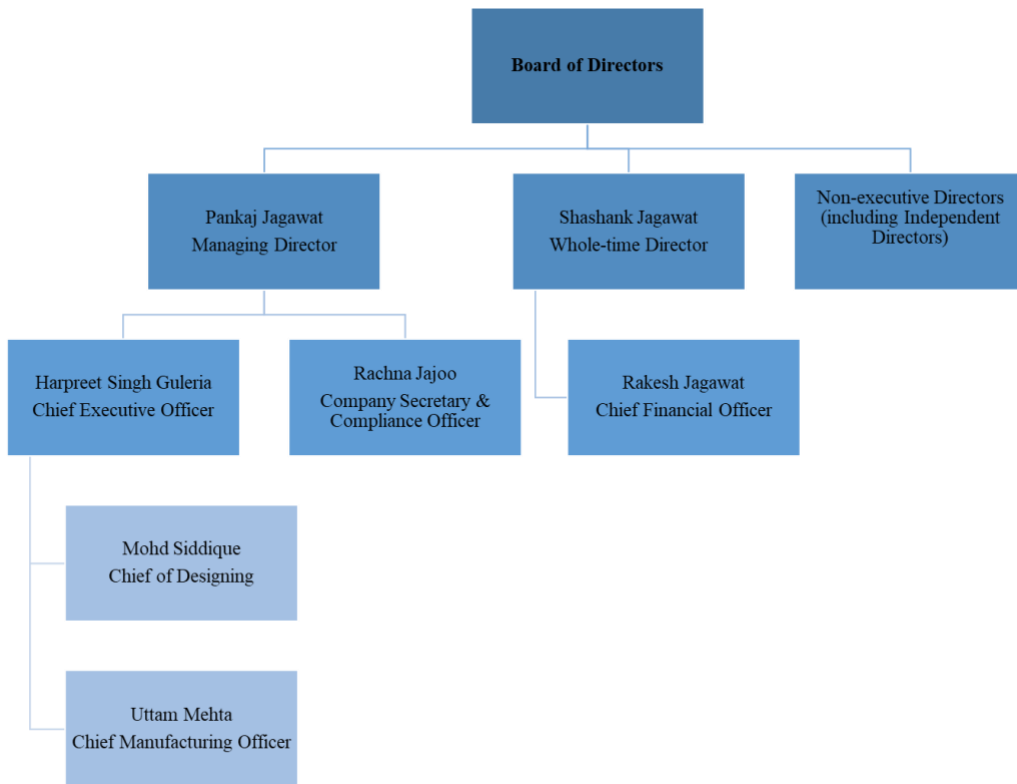 Board of Directors
Pankaj Jagawat
Managing Director
Shashank Jagawat
Whole-time Director
Non-executive Directors
(including Independent
Directors)
Harpreet Singh Guleria
Chief Executive Officer
Rachna Jajoo
Company Secretary &
Compliance Officer
Rakesh Jagawat
Chief Financial Officer
Mohd Siddique
Chief of Designing
Uttam Mehta
Chief Manufacturing Officer